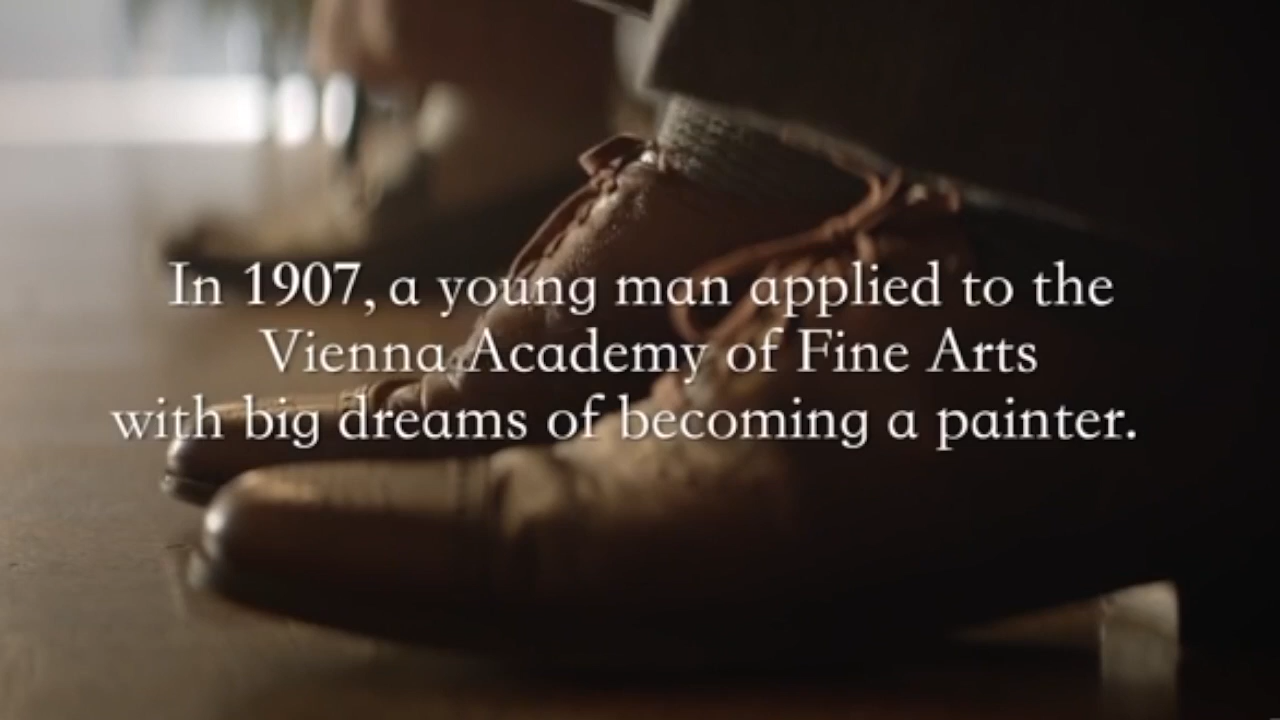 In 1907, a young man applied to the
Vienna Academy of Fine Arts
with big dreams of becoming a painter.